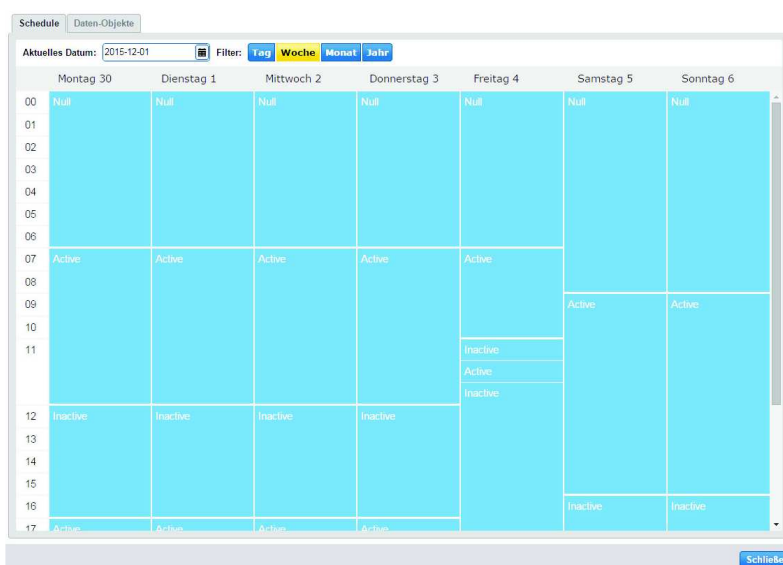 Schedule Daten-Objekte
Aktuelles Datum: 2015-12-01 Filter: Tag Woche Monat Jahr
Montag 30 Dienstag 1 Mittwoch 2 Donnerstag 3 Freitag 4 Samstag 5 Sonntag 6
00 Null Null Null Null Null Null Null
01
02
03
04
05
06
07 Active Active Active Active Active
08
09 Active Active
10
11 Inactive
Active
Inactive
12 Inactive Inactive Inactive Inactive
13
14
15
16 Inactive Inactive
17 Active Active Active Active
Schließe